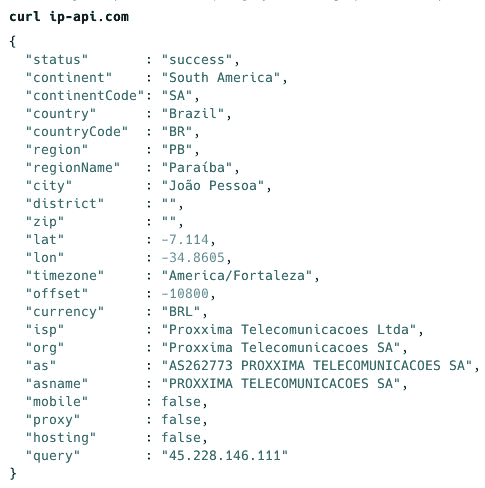 curl ip-api.com
{
  "status"       : "success",
  "continent"    : "South America",
  "continentCode": "SA",
  "country"      : "Brazil",
  "countryCode"  : "BR",
  "region"       : "PB",
  "regionName"   : "Paraíba",
  "city"         : "João Pessoa",
  "district"     : "",
  "zip"          : "",
  "lat"          : -7.114,
  "lon"          : -34.8605,
  "timezone"     : "America/Fortaleza",
  "offset"       : -10800,
  "currency"     : "BRL",
  "isp"          : "Proxxima Telecomunicacoes Ltda",
  "org"          : "Proxxima Telecomunicacoes SA",
  "as"           : "AS262773 PROXXIMA TELECOMUNICACOES SA",
  "asname"       : "PROXXIMA TELECOMUNICACOES SA",
  "mobile"       : false,
  "proxy"        : false,
  "hosting"      : false,
  "query"        : "45.228.146.111"
}